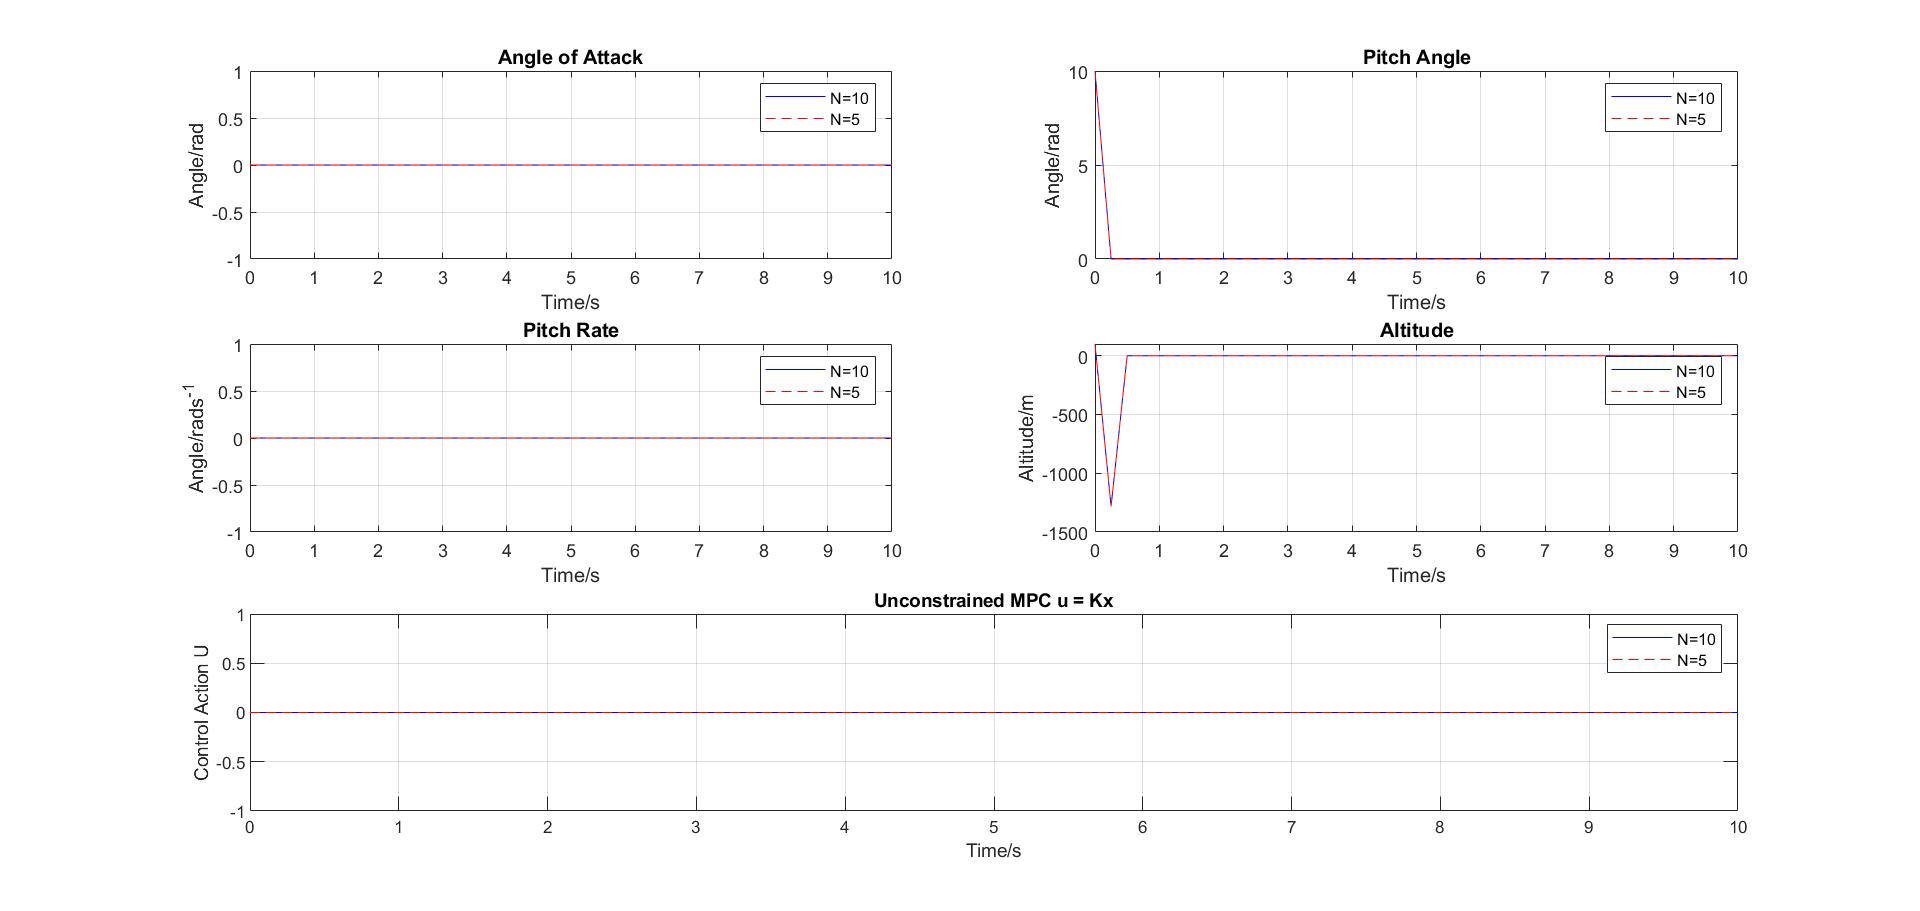 Angle of Attack
1
0.5
0
-0.5
-1
Angle/rad
N=10
N=5
0 1 2 3 4 5 6 7 8 9 10
Time/s
Pitch Angle
10
5
0
Angle/rad
N=10
N=5
0 1 2 3 4 5 6 7 8 9 10
Time/s
Pitch Rate
1
0.5
0
-0.5
-1
Angle/rads-1
N=10
N=5
0 1 2 3 4 5 6 7 8 9 10
Time/s
Altitude
0
-500
-1000
-1500
Altitude/m
N=10
N=5
0 1 2 3 4 5 6 7 8 9 10
Time/s
Unconstrained MPC u = Kx
1
0.5
0
-0.5
-1
Control Action U
N=10
N=5
0 1 2 3 4 5 6 7 8 9 10
Time/s